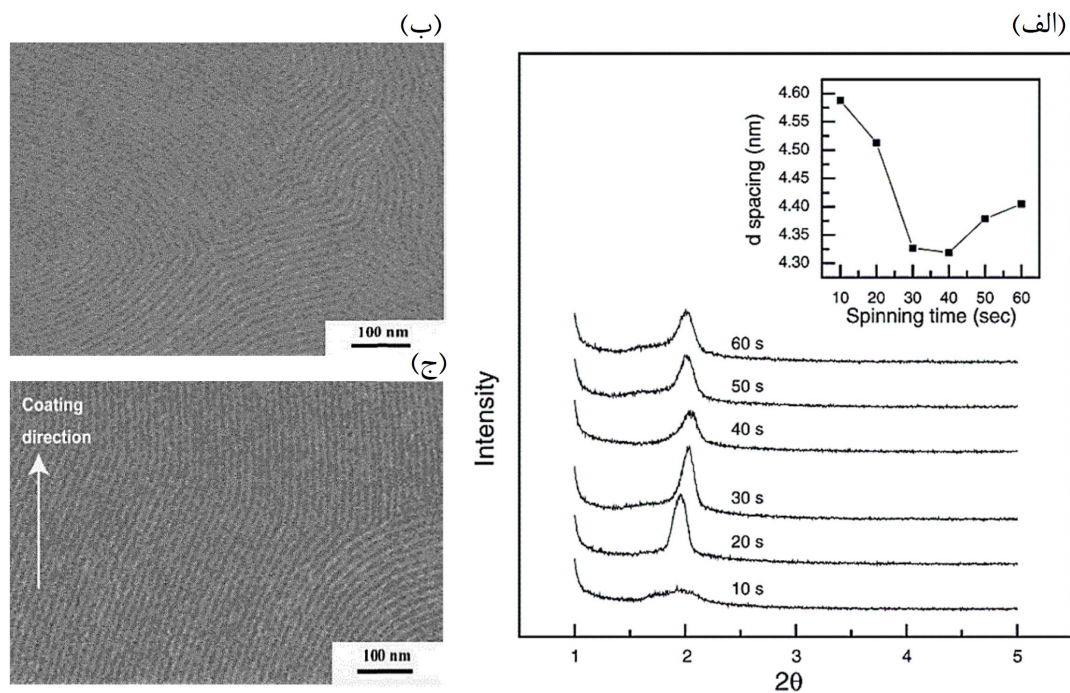 (الف)
(ب)
(ج)
4.60
4.55
4.50
4.45
4.40
4.35
4.30
d spacing (nm)
10 20 30 40 50 60
Spinning time (sec)
60 s
50 s
40 s
30 s
20 s
10 s
Intensity
1 2 3 4 5
2θ
100 nm
Coating
direction
100 nm